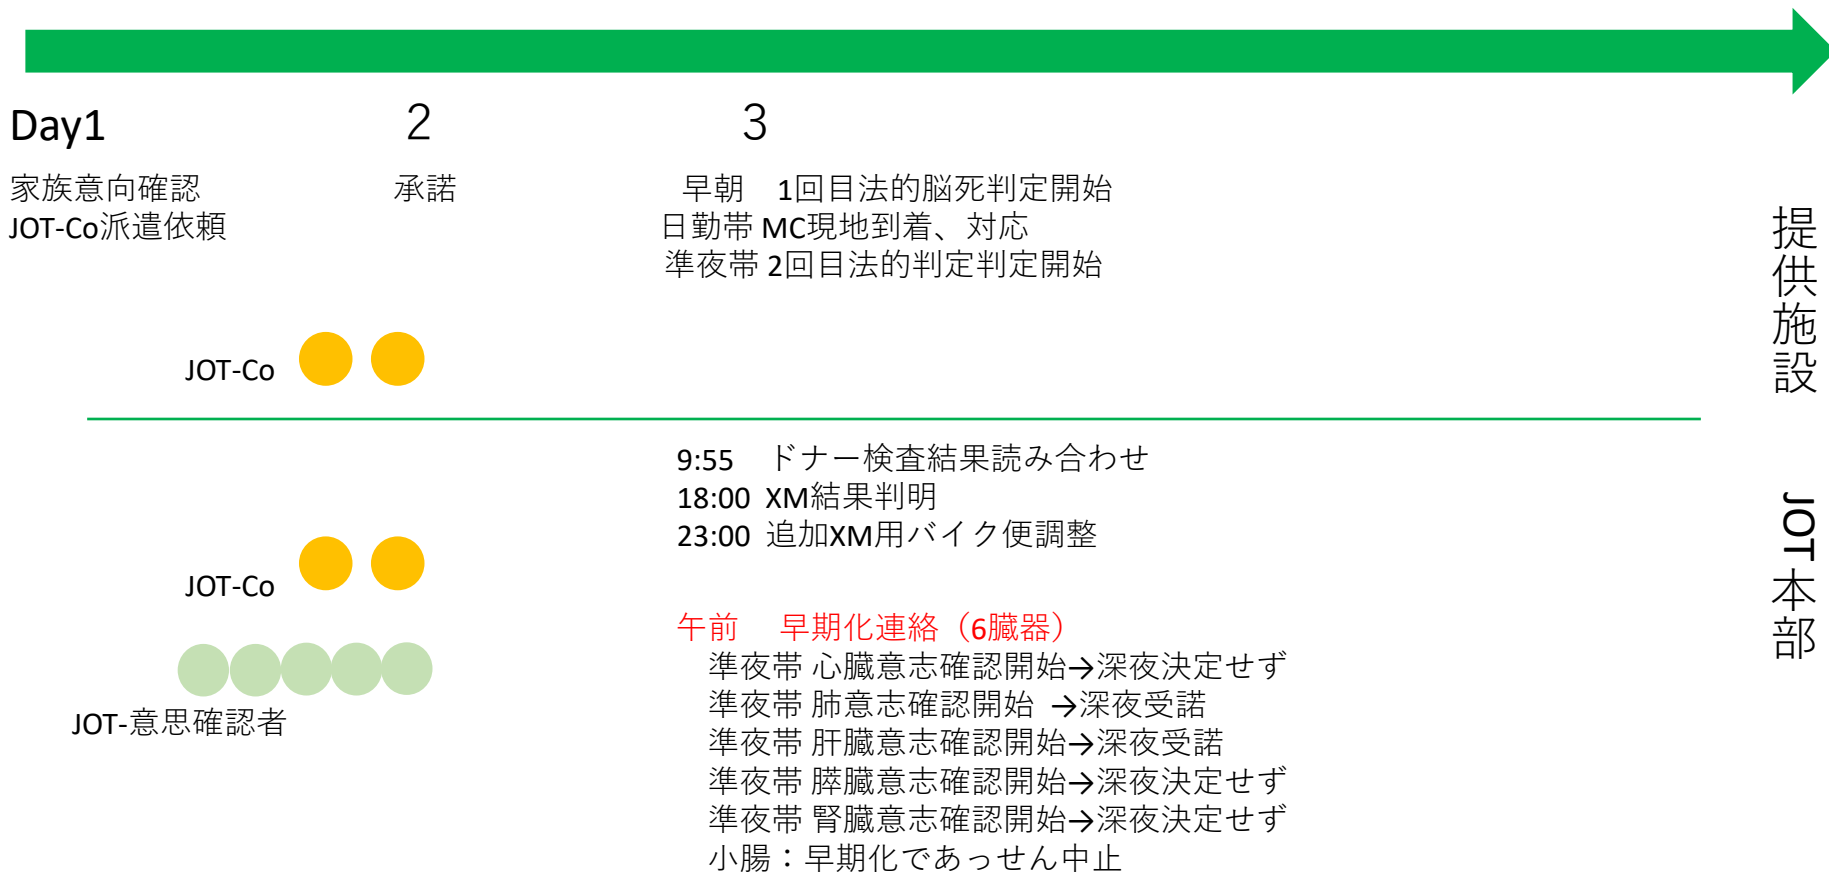 Day1
2
3
家族意向確認
JOT-Co派遣依頼
承諾
早朝 1回目法的脳死判定開始
日勤帯 MC現地到着、対応
準夜帯 2回目法的判定判定開始
提供施設
JOT-Co
9:55 ドナー検査結果読み合わせ
18:00 XM結果判明
23:00 追加XM用バイク便調整
JOT本部
JOT-Co
JOT-意思確認者
午前 早期化連絡（6臓器）
準夜帯 心臓意志確認開始→深夜決定せず
準夜帯 肺意志確認開始 →深夜受諾
準夜帯 肝臓意志確認開始→深夜受諾
準夜帯 膵臓意志確認開始→深夜決定せず
準夜帯 腎臓意志確認開始→深夜決定せず
小腸：早期化であっせん中止